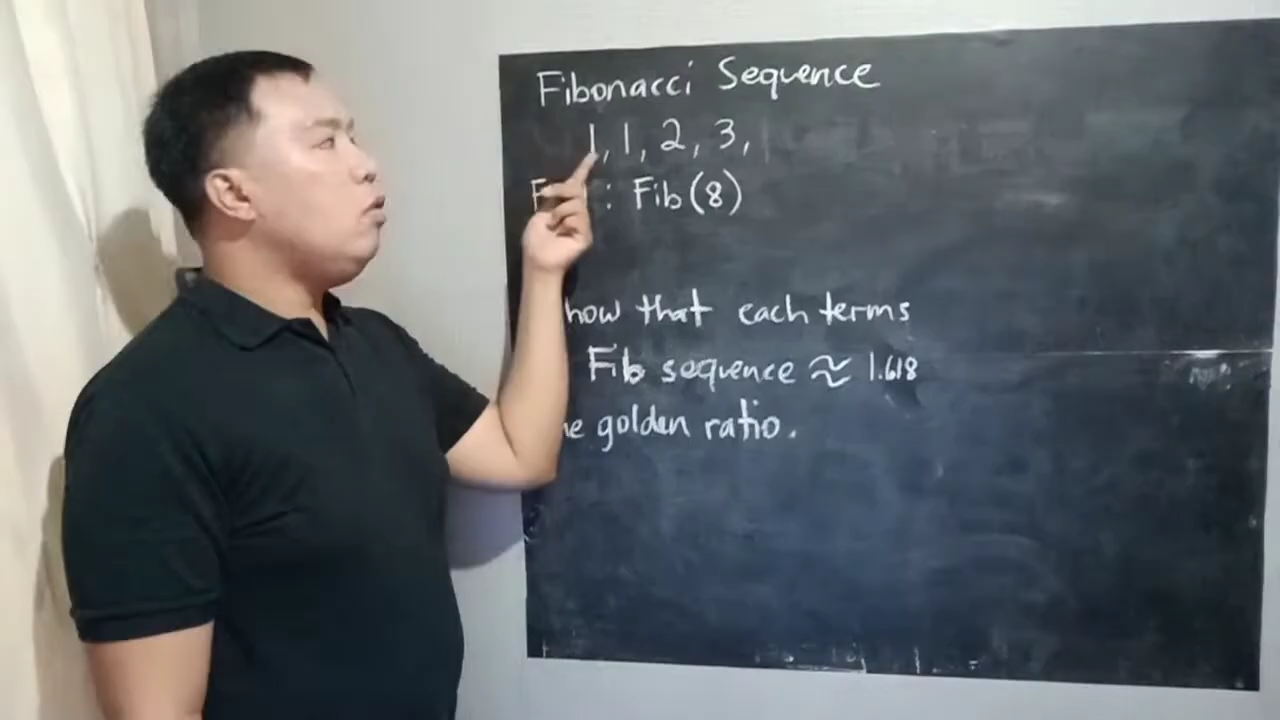 Fibonacci Sequence
1, 1, 2, 3,
: Fib(8)
how that each terms
Fib sequence ≈ 1.618
golden ratio.